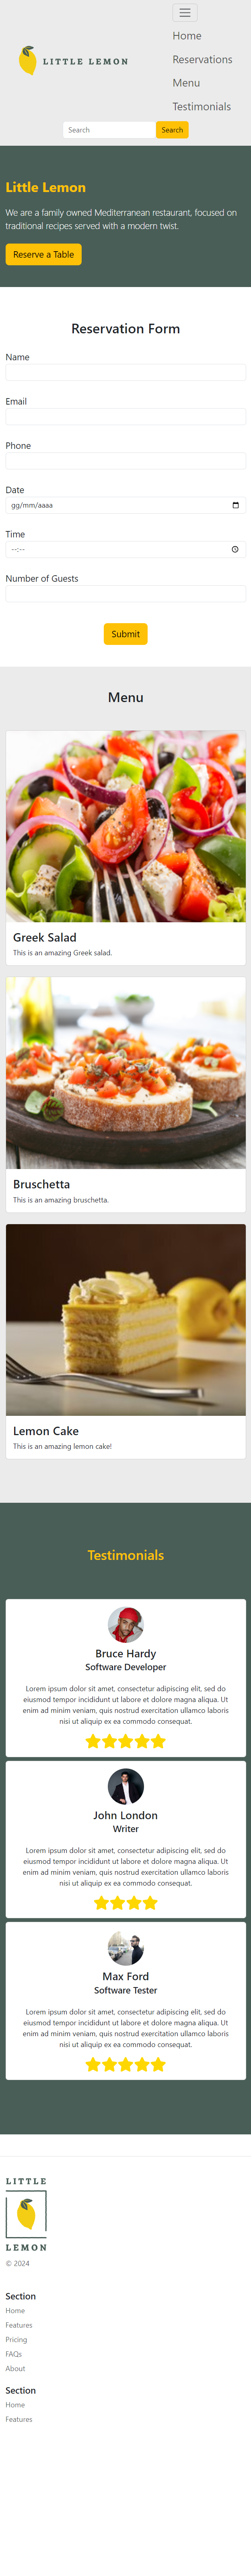 LITTLE LEMON
Home
Reservations
Menu
Testimonials
Search
Search
Little Lemon
We are a family owned Mediterranean restaurant, focused on
traditional recipes served with a modern twist.
Reserve a Table
Reservation Form
Name
Email
Phone
Date
gg/mm/aaaa
Time
--:--
Number of Guests
Submit
Menu
Greek Salad
This is an amazing Greek salad.
Bruschetta
This is an amazing bruschetta.
Lemon Cake
This is an amazing lemon cake!
Testimonials
Bruce Hardy
Software Developer
Lorem ipsum dolor sit amet, consectetur adipiscing elit, sed do
eiusmod tempor incididunt ut labore et dolore magna aliqua. Ut
enim ad minim veniam, quis nostrud exercitation ullamco laboris
nisi ut aliquip ex ea commodo consequat.
John London
Writer
Lorem ipsum dolor sit amet, consectetur adipiscing elit, sed do
eiusmod tempor incididunt ut labore et dolore magna aliqua. Ut
enim ad minim veniam, quis nostrud exercitation ullamco laboris
nisi ut aliquip ex ea commodo consequat.
Max Ford
Software Tester
Lorem ipsum dolor sit amet, consectetur adipiscing elit, sed do
eiusmod tempor incididunt ut labore et dolore magna aliqua. Ut
enim ad minim veniam, quis nostrud exercitation ullamco laboris
nisi ut aliquip ex ea commodo consequat.
LITTLE
LEMON
© 2024
Section
Home
Features
Pricing
FAQs
About
Section
Home
Features